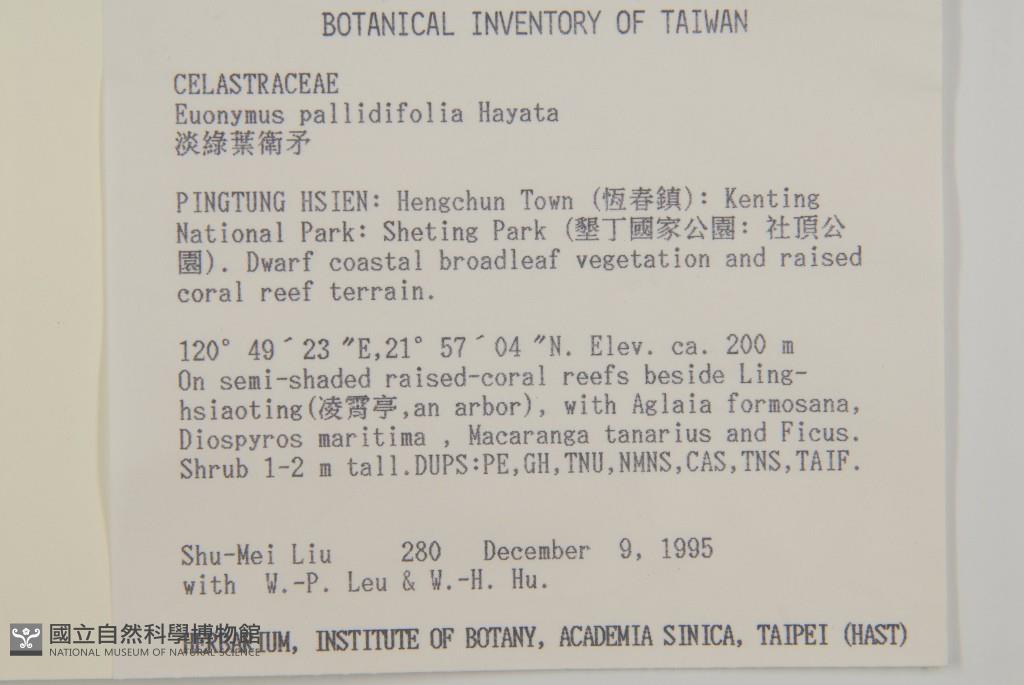 BOTANICAL INVENTORY OF TAIWAN
CELASTRACEAE
Euonymus pallidifolia Hayata
淡綠葉衛矛
PINGTUNG HSIEN: Hengchun Town (恆春鎮): Kenting
National Park: Sheting Park (墾丁國家公園: 社頂公
園). Dwarf coastal broadleaf vegetation and raised
coral reef terrain.
120° 49´23 ″E,21° 57´04 ″N. Elev. ca. 200 m
On semi-shaded raised-coral reefs beside Ling-
hsiaoting(凌霄亭,an arbor), with Aglaia formosana,
Diospyros maritima , Macaranga tanarius and Ficus.
Shrub 1-2 m tall.DUPS:PE,GH,TNU,NMNS,CAS,TNS,TAIF.
Shu-Mei Liu 280 December 9, 1995
with W.-P. Leu & W.-H. Hu.
HERBARIUM, INSTITUTE OF BOTANY, ACADEMIA SINICA, TAIPEI (HAST)
國立自然科學博物館
NATIONAL MUSEUM OF NATURAL SCIENCE